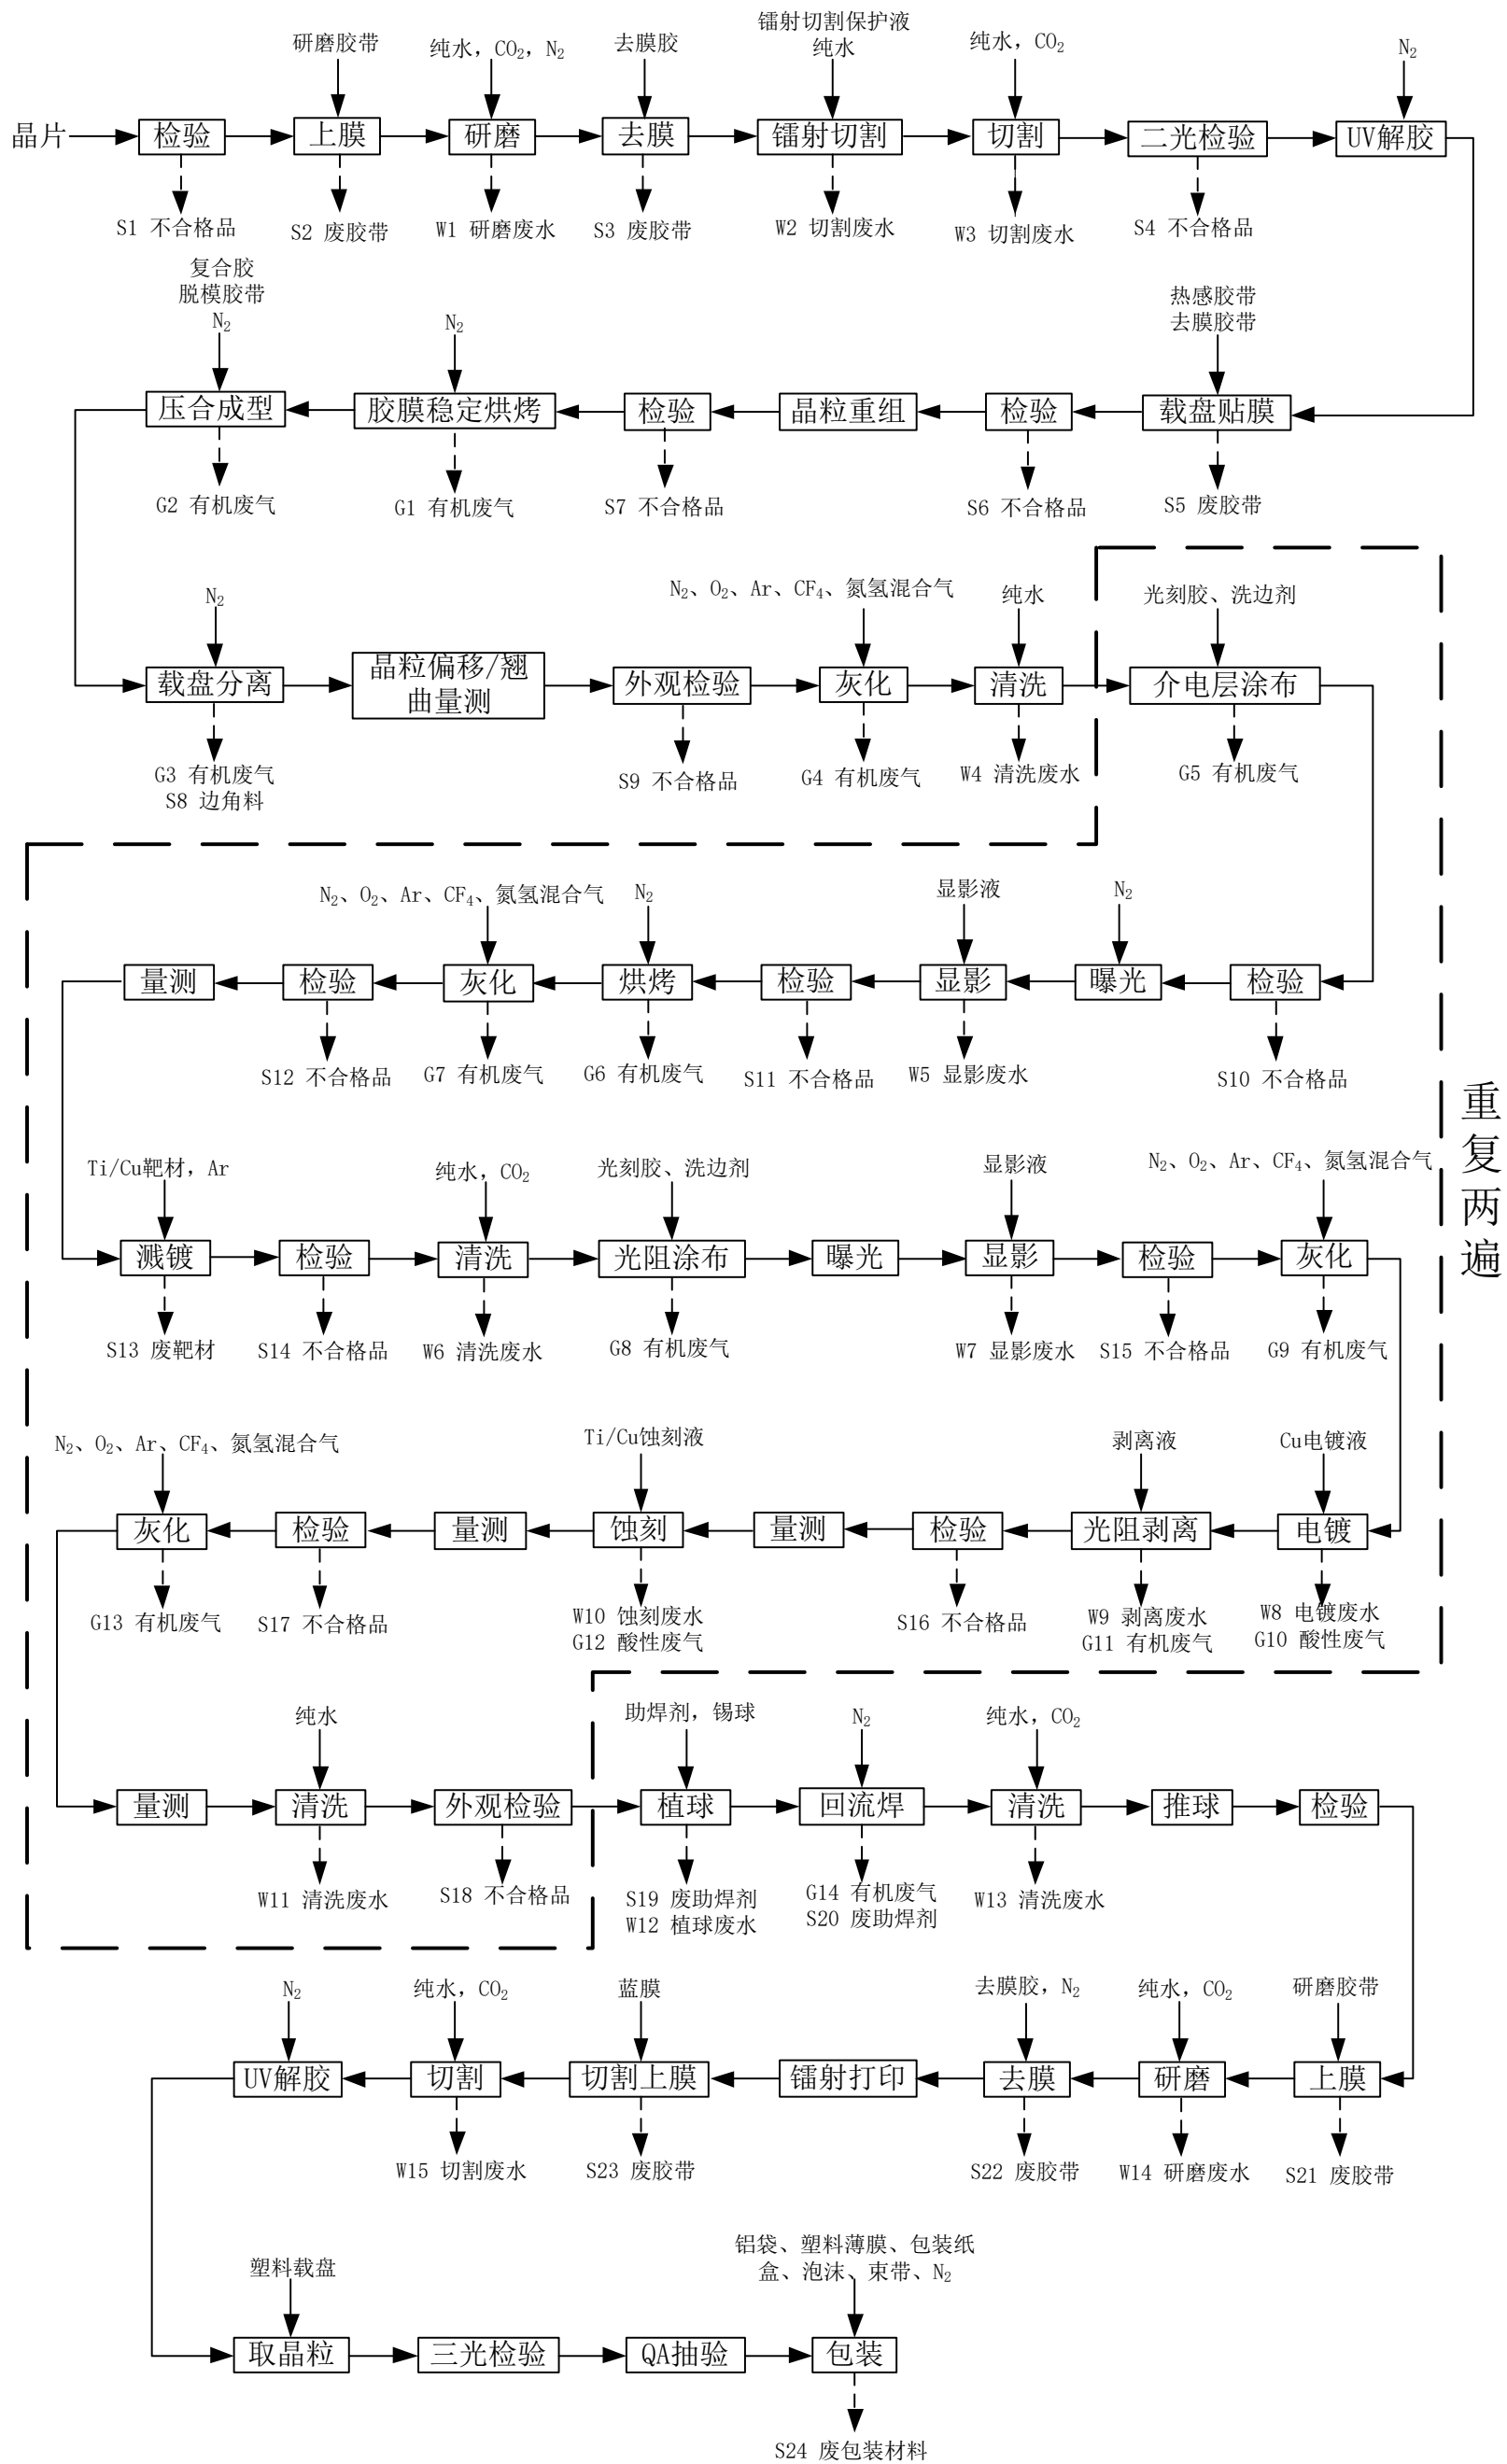 研磨胶带
纯水，CO₂，N₂
去膜胶
镭射切割保护液
纯水
纯水，CO₂
N₂
晶片
检验
上膜
研磨
去膜
镭射切割
切割
二光检验
UV解胶
S1 不合格品
S2 废胶带
W1 研磨废水
S3 废胶带
W2 切割废水
W3 切割废水
S4 不合格品
复合胶
脱模胶带
N₂
N₂
热感胶带
去膜胶带
压合成型
胶膜稳定烘烤
检验
晶粒重组
检验
载盘贴膜
G2 有机废气
G1 有机废气
S7 不合格品
S6 不合格品
S5 废胶带
N₂
N₂、O₂、Ar、CF₄、氮氢混合气
纯水
光刻胶、洗边剂
载盘分离
晶粒偏移/翘
曲量测
外观检验
灰化
清洗
介电层涂布
G3 有机废气
S8 边角料
S9 不合格品
G4 有机废气
W4 清洗废水
G5 有机废气
N₂、O₂、Ar、CF₄、氮氢混合气
N₂
显影液
N₂
量测
检验
灰化
烘烤
检验
显影
曝光
检验
S12 不合格品
G7 有机废气
G6 有机废气
S11 不合格品
W5 显影废水
S10 不合格品
重复两遍
Ti/Cu靶材，Ar
纯水，CO₂
光刻胶、洗边剂
显影液
N₂、O₂、Ar、CF₄、氮氢混合气
溅镀
检验
清洗
光阻涂布
曝光
显影
检验
灰化
S13 废靶材
S14 不合格品
W6 清洗废水
G8 有机废气
W7 显影废水
S15 不合格品
G9 有机废气
N₂、O₂、Ar、CF₄、氮氢混合气
Ti/Cu蚀刻液
剥离液
Cu电镀液
灰化
检验
量测
蚀刻
量测
检验
光阻剥离
电镀
G13 有机废气
S17 不合格品
W10 蚀刻废水
G12 酸性废气
S16 不合格品
W9 剥离废水
G11 有机废气
W8 电镀废水
G10 酸性废气
纯水
助焊剂，锡球
N₂
纯水，CO₂
量测
清洗
外观检验
植球
回流焊
清洗
推球
检验
W11 清洗废水
S18 不合格品
S19 废助焊剂
W12 植球废水
G14 有机废气
S20 废助焊剂
W13 清洗废水
N₂
纯水，CO₂
蓝膜
去膜胶，N₂
纯水，CO₂
研磨胶带
UV解胶
切割
切割上膜
镭射打印
去膜
研磨
上膜
W15 切割废水
S23 废胶带
S22 废胶带
W14 研磨废水
S21 废胶带
塑料载盘
铝袋、塑料薄膜、包装纸
盒、泡沫、束带、N₂
取晶粒
三光检验
QA抽验
包装
S24 废包装材料